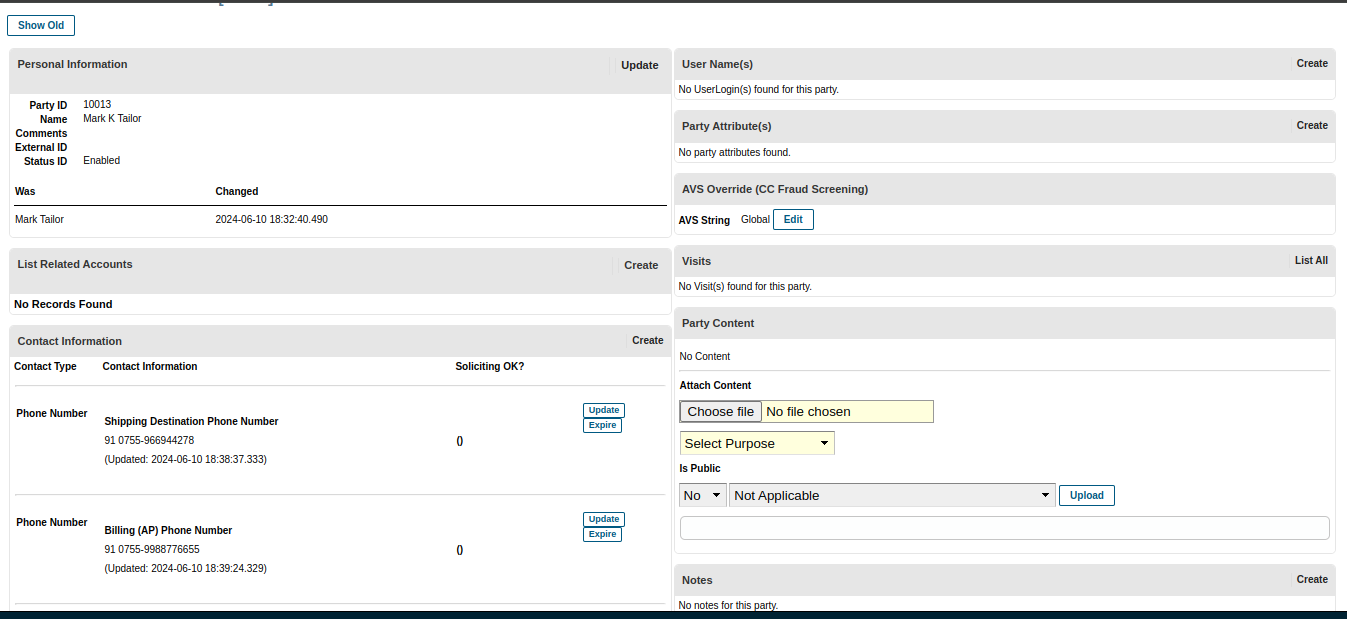 Show Old
Personal Information
Update
Party ID 10013
Name Mark K Tailor
Comments
External ID
Status ID Enabled
Was Changed
Mark Tailor 2024-06-10 18:32:40.490
List Related Accounts
Create
No Records Found
Contact Information
Create
Contact Type Contact Information Soliciting OK?
Phone Number
Shipping Destination Phone Number
91 0755-966944278
(Updated: 2024-06-10 18:38:37.333)
()
Update
Expire
Phone Number
Billing (AP) Phone Number
91 0755-9988776655
(Updated: 2024-06-10 18:39:24.329)
()
Update
Expire
User Name(s)
Create
No UserLogin(s) found for this party.
Party Attribute(s)
Create
No party attributes found.
AVS Override (CC Fraud Screening)
AVS String Global Edit
Visits
List All
No Visit(s) found for this party.
Party Content
No Content
Attach Content
Choose file No file chosen
Select Purpose
Is Public
No Not Applicable Upload
Notes
Create
No notes for this party.